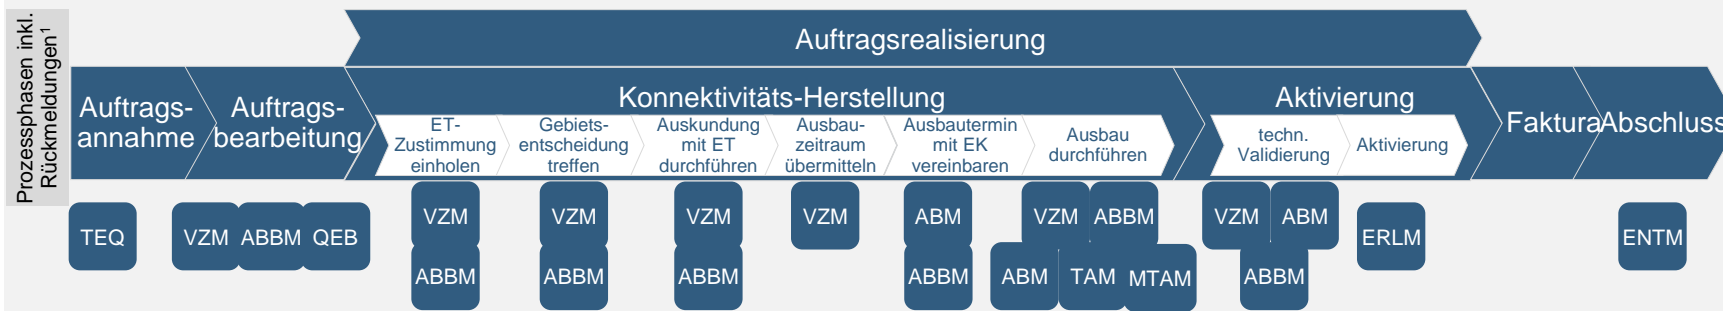 Prozessphasen inkl.
Rückmeldungen¹
Auftragsrealisierung
Auftrags-
annahme
Auftrags-
bearbeitung
Konnektivitäts-Herstellung
Aktivierung
Faktura
Abschluss
ET-
Zustimmung
einholen
Gebiets-
entscheidung
treffen
Auskundung
mit ET
durchführen
Ausbau-
zeitraum
übermitteln
Ausbautermin
mit EK
vereinbaren
Ausbau
durchführen
techn.
Validierung
Aktivierung
TEQ
VZM ABBM QEB
VZM
ABBM
VZM
ABBM
VZM
ABBM
VZM
ABM
ABBM
VZM ABBM
ABM TAM MTAM
VZM ABM
ABBM
ERLM
ENTM